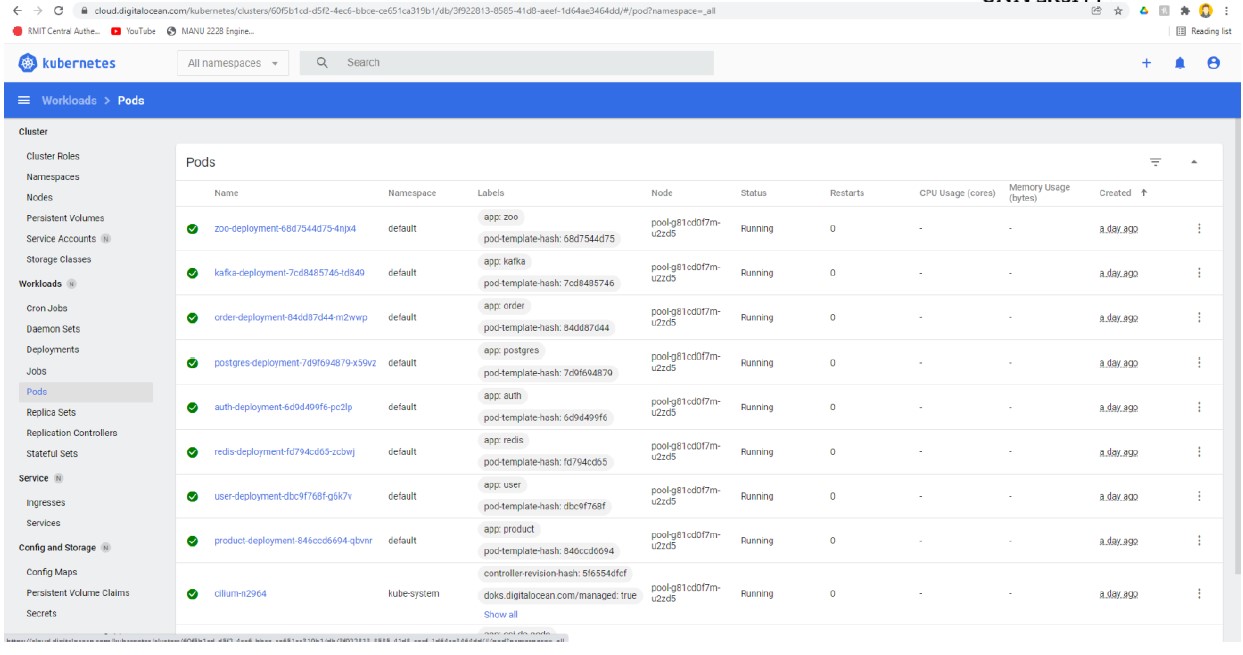 cloud.digitalocean.com/kubernetes/clusters/60f5b1cd-d5f2-4ec6-bbce-ce651ca319b1/db/3f922813-8585-41d8-aeef-1d64ae3464dd/#/pod?namespace=_all
RMIT Central Authe... YouTube MANU 2228 Engine... Reading list
kubernetes All namespaces Search
Workloads > Pods
Cluster
Cluster Roles
Namespaces
Nodes
Persistent Volumes
Service Accounts N
Storage Classes
Workloads N
Cron Jobs
Daemon Sets
Deployments
Jobs
Pods
Replica Sets
Replication Controllers
Stateful Sets
Service N
Ingresses
Services
Config and Storage N
Config Maps
Persistent Volume Claims
Secrets
Pods
Name Namespace Labels Node Status Restarts CPU Usage (cores) Memory Usage (bytes) Created
app: zoo
zoo-deployment-68d7544d75-4njx4 default pod-template-hash: 68d7544d75 pool-g81cd0f7m-u2zd5 Running 0 - - a day ago
app: kafka
kafka-deployment-7cd8485746-td849 default pod-template-hash: 7cd8485746 pool-g81cd0f7m-u2zd5 Running 0 - - a day ago
app: order
order-deployment-84dd87d44-m2wwp default pod-template-hash: 84dd87d44 pool-g81cd0f7m-u2zd5 Running 0 - - a day ago
app: postgres
postgres-deployment-7d9f694879-x59vz default pod-template-hash: 7d9f694879 pool-g81cd0f7m-u2zd5 Running 0 - - a day ago
app: auth
auth-deployment-6d9d499f6-pc2lp default pod-template-hash: 6d9d499f6 pool-g81cd0f7m-u2zd5 Running 0 - - a day ago
app: redis
redis-deployment-fd794cd65-zcbwj default pod-template-hash: fd794cd65 pool-g81cd0f7m-u2zd5 Running 0 - - a day ago
app: user
user-deployment-dbc9f768f-g6k7v default pod-template-hash: dbc9f768f pool-g81cd0f7m-u2zd5 Running 0 - - a day ago
app: product
product-deployment-846ccd6694-qbvnr default pod-template-hash: 846ccd6694 pool-g81cd0f7m-u2zd5 Running 0 - - a day ago
controller-revision-hash: 5f6554dfcf
cilium-n2964 kube-system doks.digitalocean.com/managed: true pool-g81cd0f7m-u2zd5 Running 0 - - a day ago
Show all